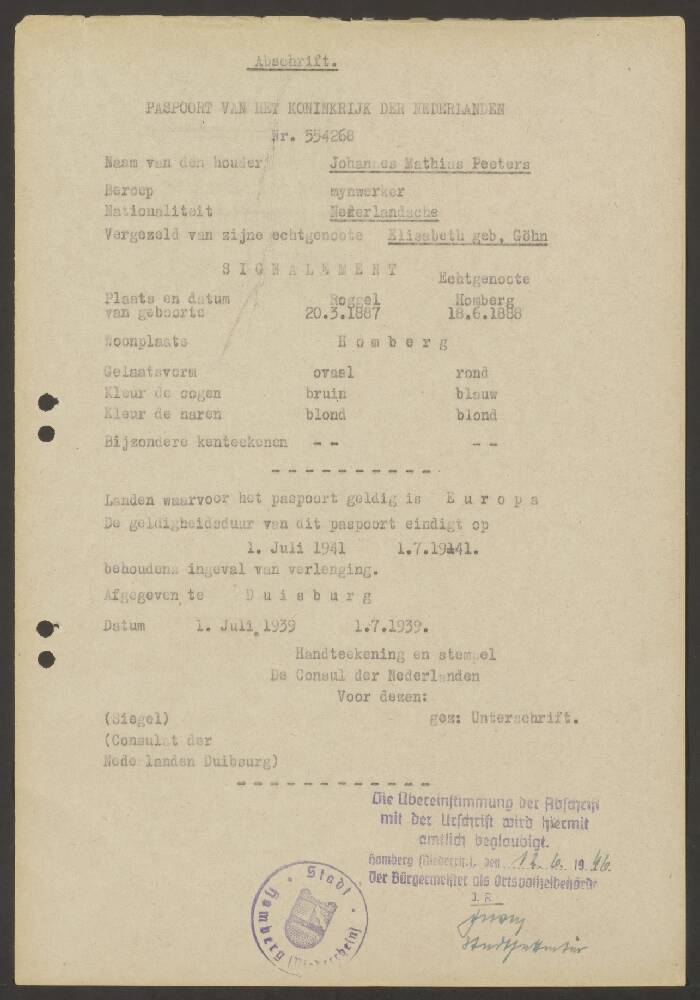 Abschrift.
PASPOORT VAN HET KONINKRIJK DER NEDERLANDEN
Nr. 554268
Naam van den houder Johannes Mathias Peeters
Beroep mynwerker
Nationaliteit Nederlandsche
Vergezeld van zijne echtgenoote Elisabeth geb. Göhn
SIGNALEMENT
Echtgenoote
Plaats en datum Roggel Homberg
van geboorte 20.3.1887 18.6.1888
Woonplaats Homberg
Gelaatsvorm ovaal rond
Kleur de oogen bruin blauw
Kleur de haren blond blond
Bijzondere kenteekenen -- --
Landen waarvoor het paspoort geldig is Europa
De geldigheidsduur van dit paspoort eindigt op
1. Juli 1941 1.7.1941.
behoudens ingeval van verlenging.
Afgegeven te Duisburg
Datum 1. Juli 1939 1.7.1939.
Handteekening en stempel
De Consul der Nederlanden
Voor dezen:
(Siegel) gez: Unterschrift.
(Consulat der
Nederlanden Duibsurg)
Die Übereinstimmung der Abschrift
mit der Urschrift wird hiermit
amtlich beglaubigt.
Homberg (Niederrh.), den 12. 6. 1946
Der Bürgermeister als Ortspolizeibehörde
Stadtsekretär
Stadt Homberg (Niederrhein)